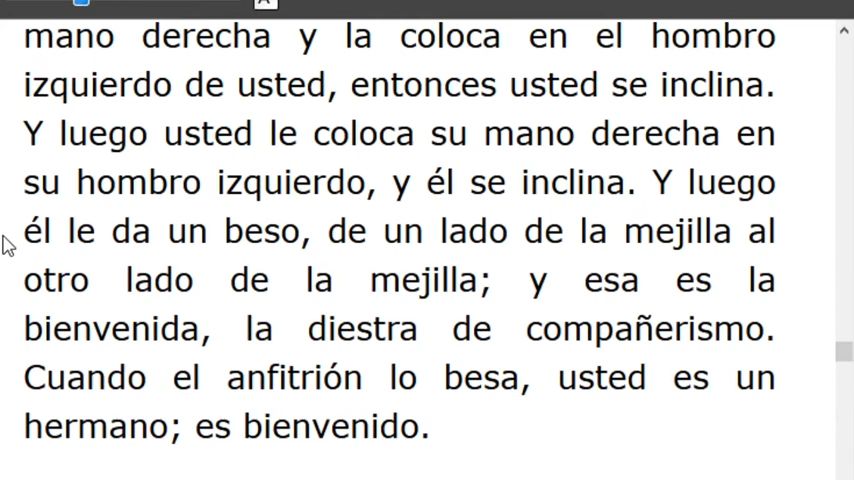 mano derecha y la coloca en el hombro
izquierdo de usted, entonces usted se inclina.
Y luego usted le coloca su mano derecha en
su hombro izquierdo, y él se inclina. Y luego
él le da un beso, de un lado de la mejilla al
otro lado de la mejilla; y esa es la
bienvenida, la diestra de compañerismo.
Cuando el anfitrión lo besa, usted es un
hermano; es bienvenido.